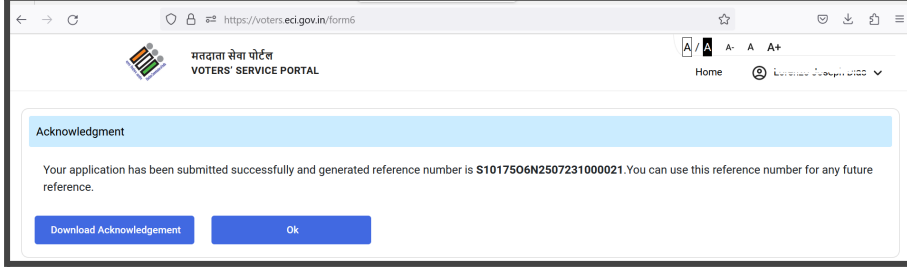 https://voters.eci.gov.in/form6
मतदाता सेवा पोर्टल
VOTERS' SERVICE PORTAL
A / A A- A A+
Home
Acknowledgment
Your application has been submitted successfully and generated reference number is S10175O6N2507231000021.You can use this reference number for any future
reference.
Download Acknowledgement
Ok